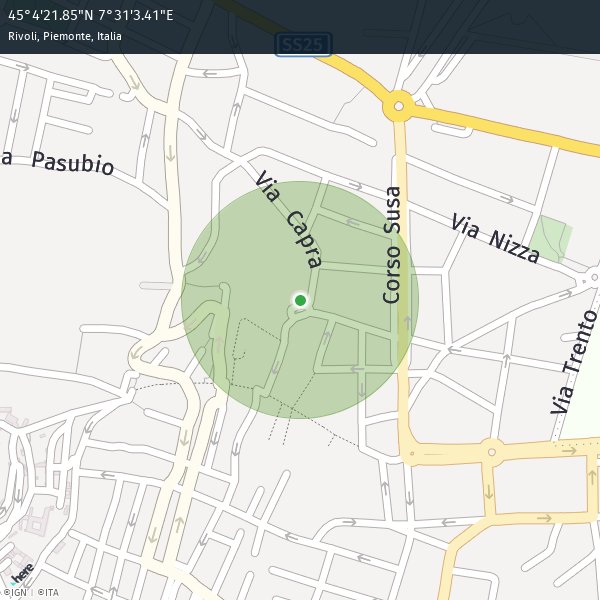 45°4'21.85"N 7°31'3.41"E
Rivoli, Piemonte, Italia
SS25
a Pasubio
Via Capra
Corso Susa
Via Nizza
Via Trento
here
©IGN | ©ITA